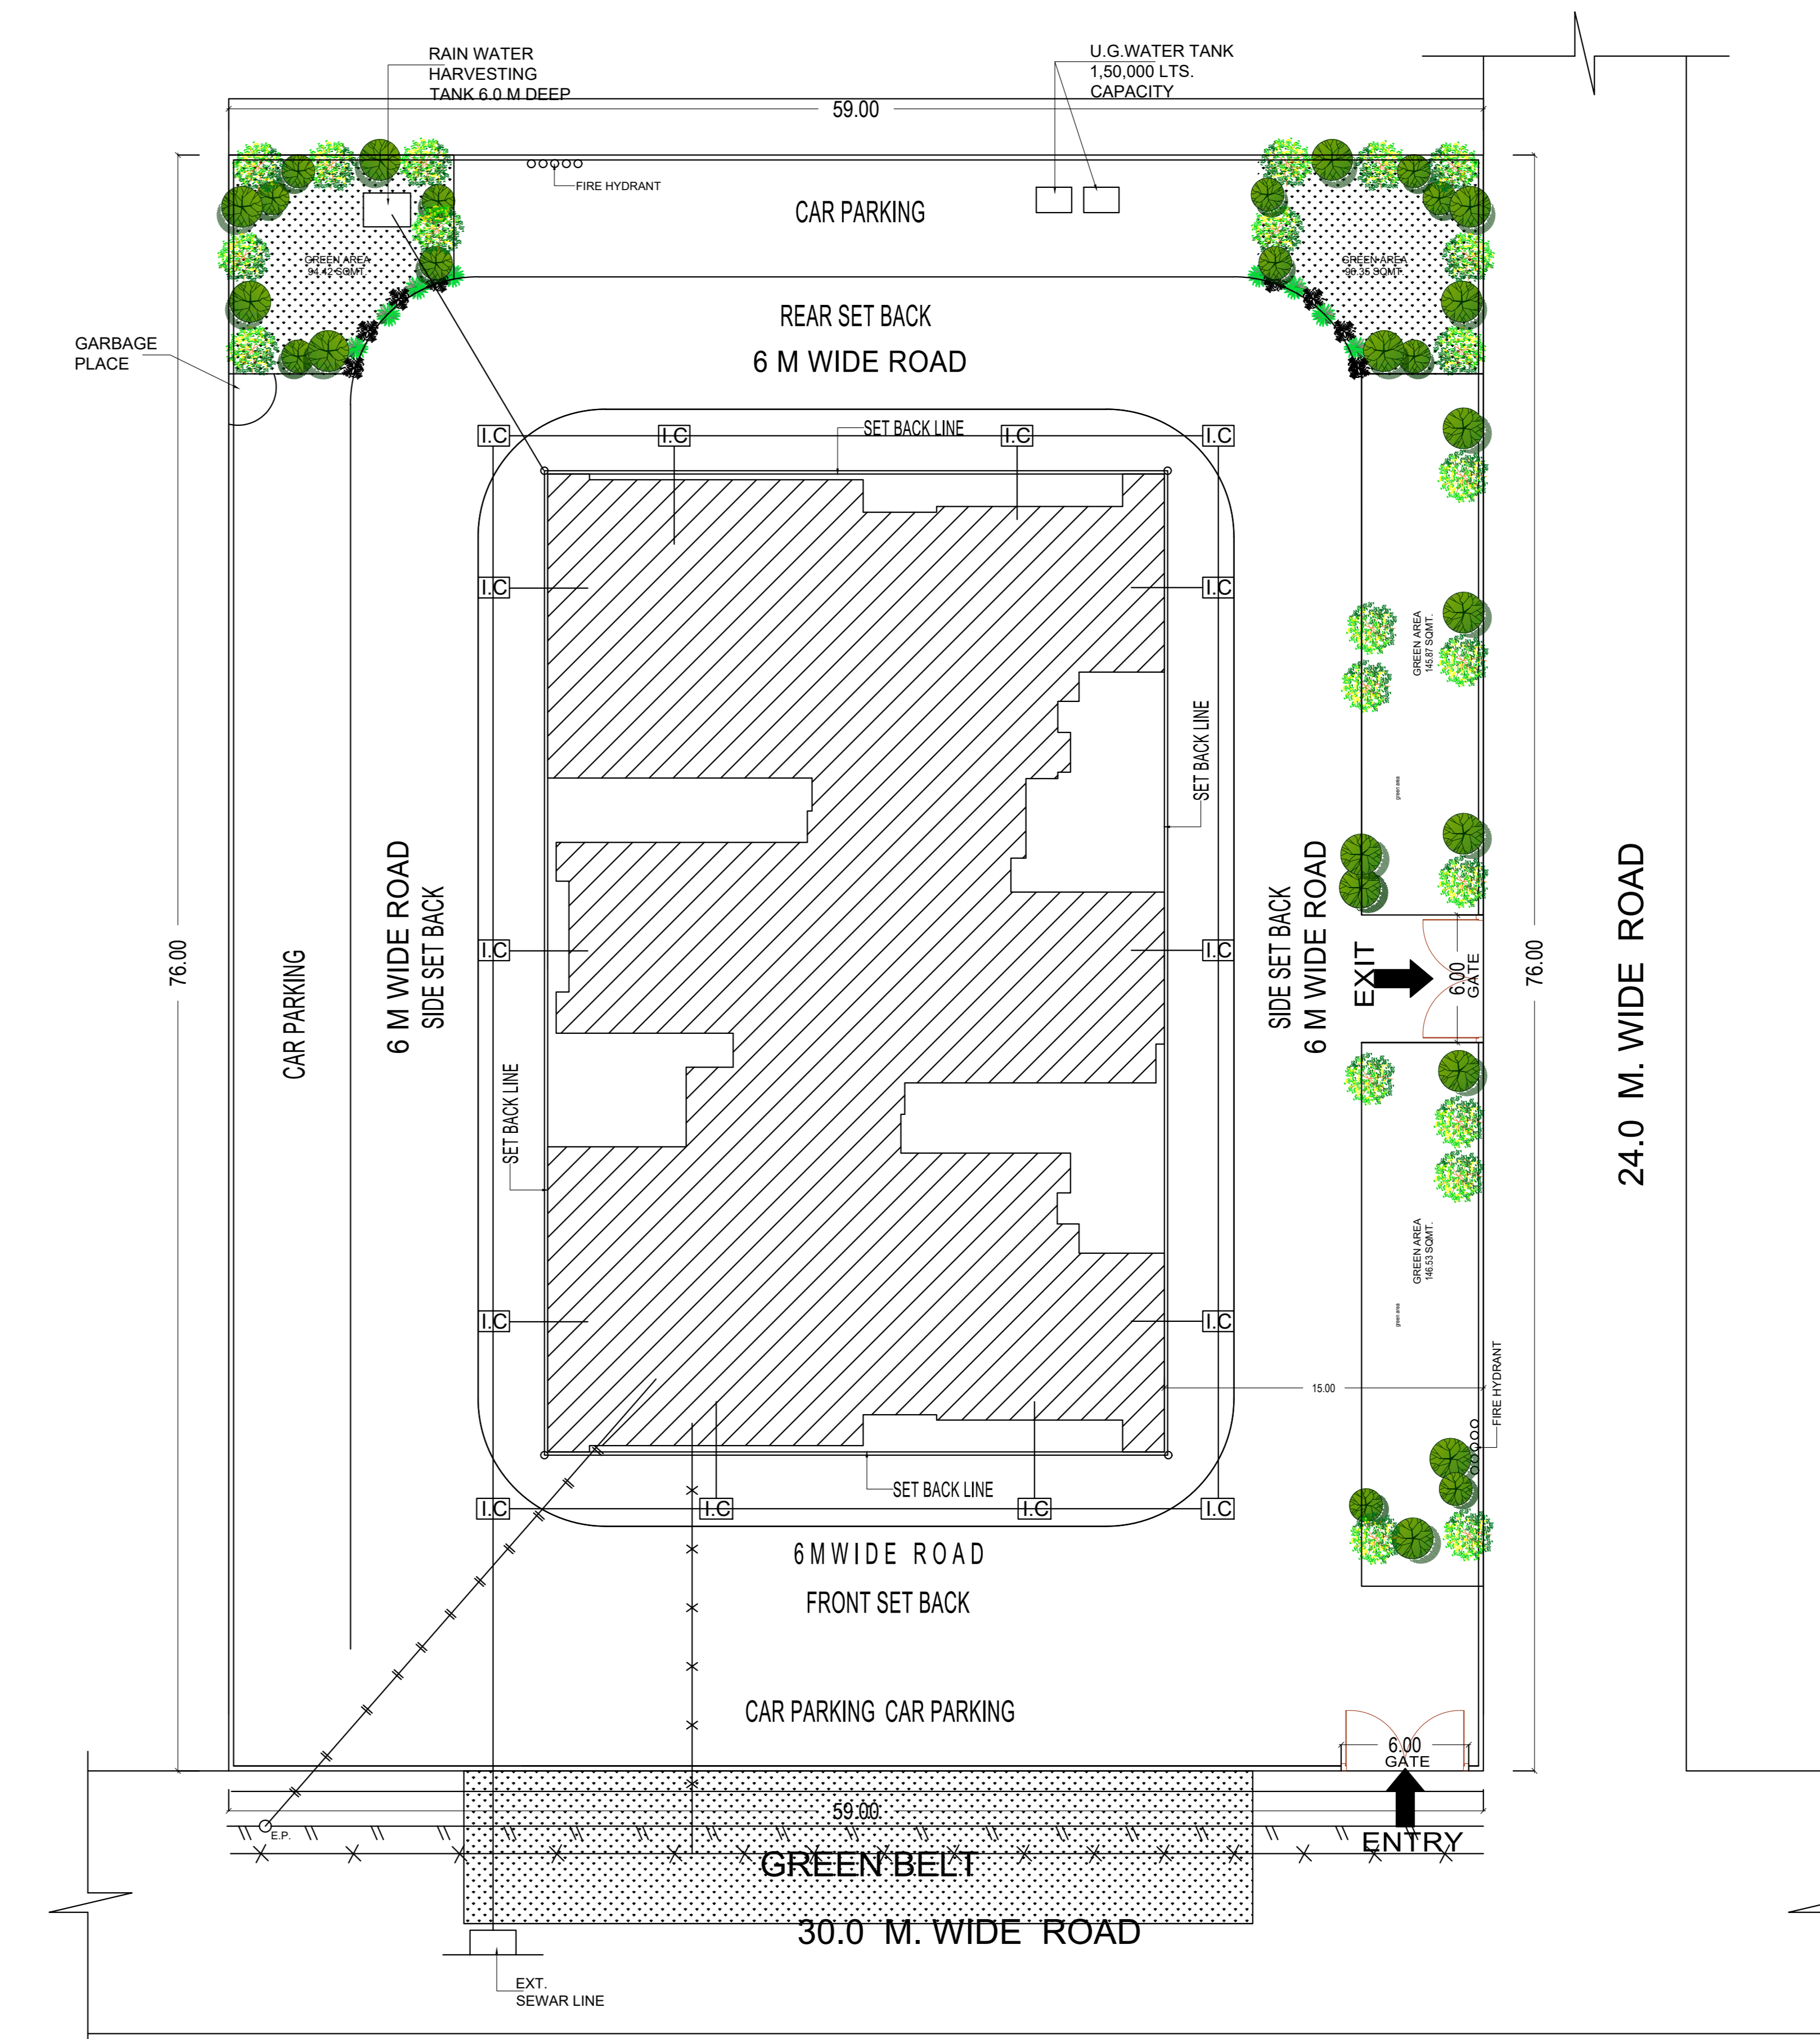 RAIN WATER
HARVESTING
TANK 6.0 M DEEP
U.G.WATER TANK
1,50,000 LTS.
CAPACITY
59.00
FIRE HYDRANT
CAR PARKING
GREEN AREA
94.42 SQMT.
GREEN AREA
96.35 SQMT.
REAR SET BACK
6 M WIDE ROAD
GARBAGE
PLACE
SET BACK LINE
I.C
I.C
I.C
I.C
I.C
I.C
GREEN AREA
145.87 SQMT.
SET BACK LINE
green area
76.00
CAR PARKING
6 M WIDE ROAD
SIDE SET BACK
I.C
I.C
SIDE SET BACK
6 M WIDE ROAD
EXIT
6.00
GATE
76.00
24.0 M. WIDE ROAD
SET BACK LINE
GREEN AREA
146.53 SQMT.
green area
I.C
I.C
15.00
FIRE HYDRANT
SET BACK LINE
I.C
I.C
I.C
I.C
6 M WIDE ROAD
FRONT SET BACK
CAR PARKING CAR PARKING
6.00
GATE
59.00
E.P.
ENTRY
GREEN BELT
30.0 M. WIDE ROAD
EXT.
SEWAR LINE